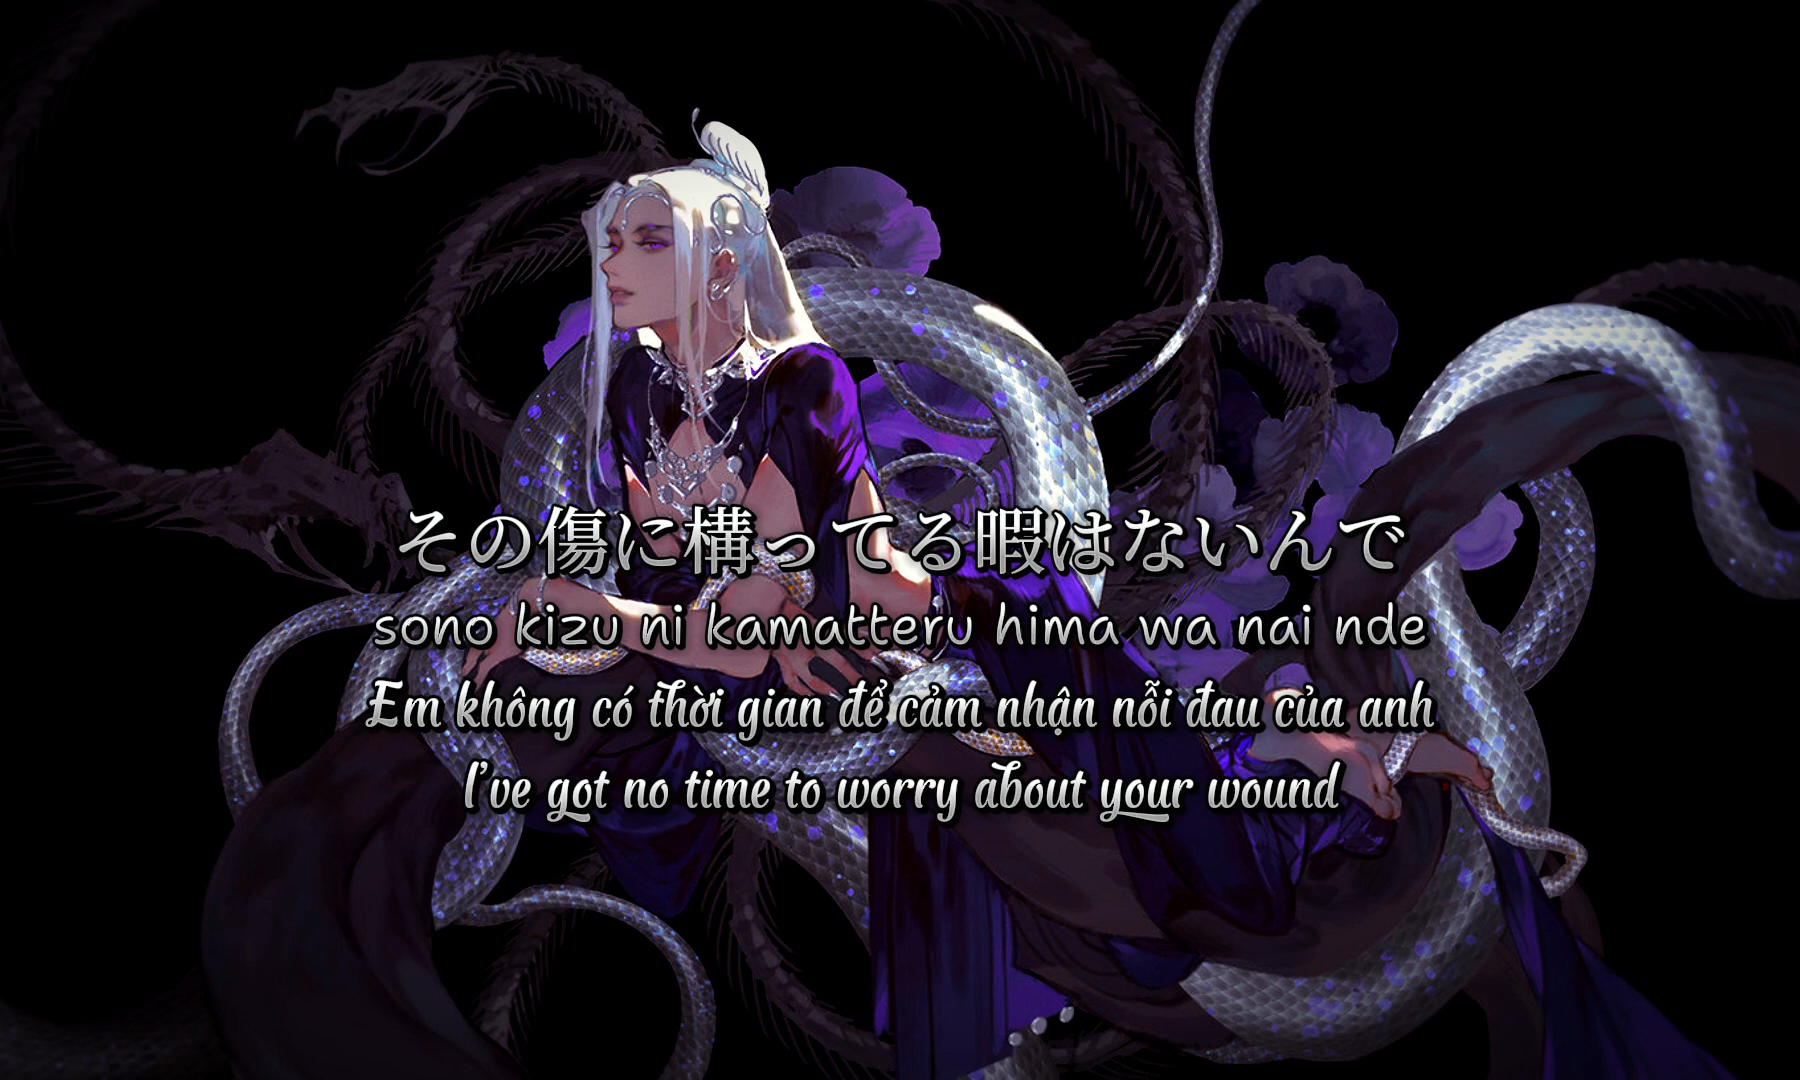 その傷に構ってる暇はないんで
sono kizu ni kamatteru hima wa nai nde
Em không có thời gian để cảm nhận nỗi đau của anh
I've got no time to worry about your wound